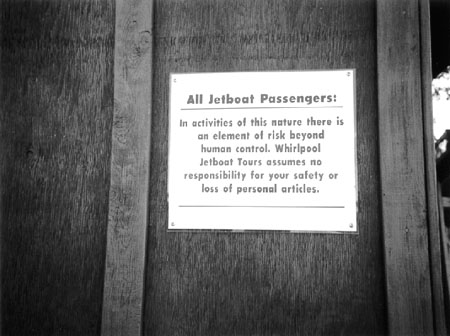 All Jetboat Passengers:
In activities of this nature there is
an element of risk beyond
human control. Whirlpool
Jetboat Tours assumes no
responsibility for your safety or
loss of personal articles.